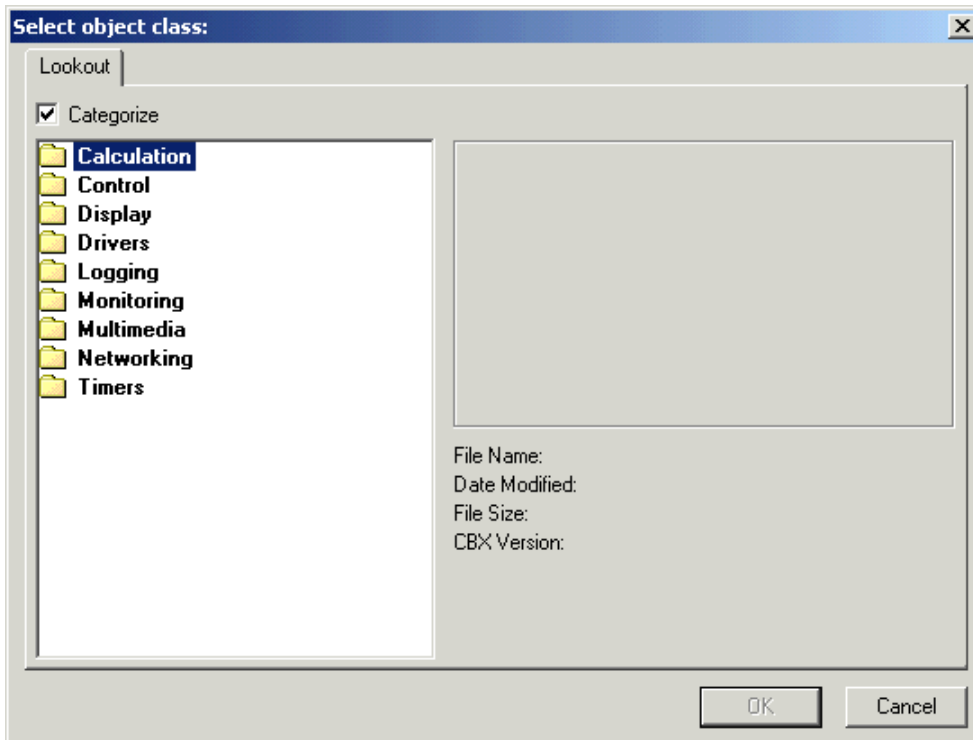 Select object class:
Lookout
Categorize
Calculation
Control
Display
Drivers
Logging
Monitoring
Multimedia
Networking
Timers
File Name:
Date Modified:
File Size:
CBX Version:
OK
Cancel